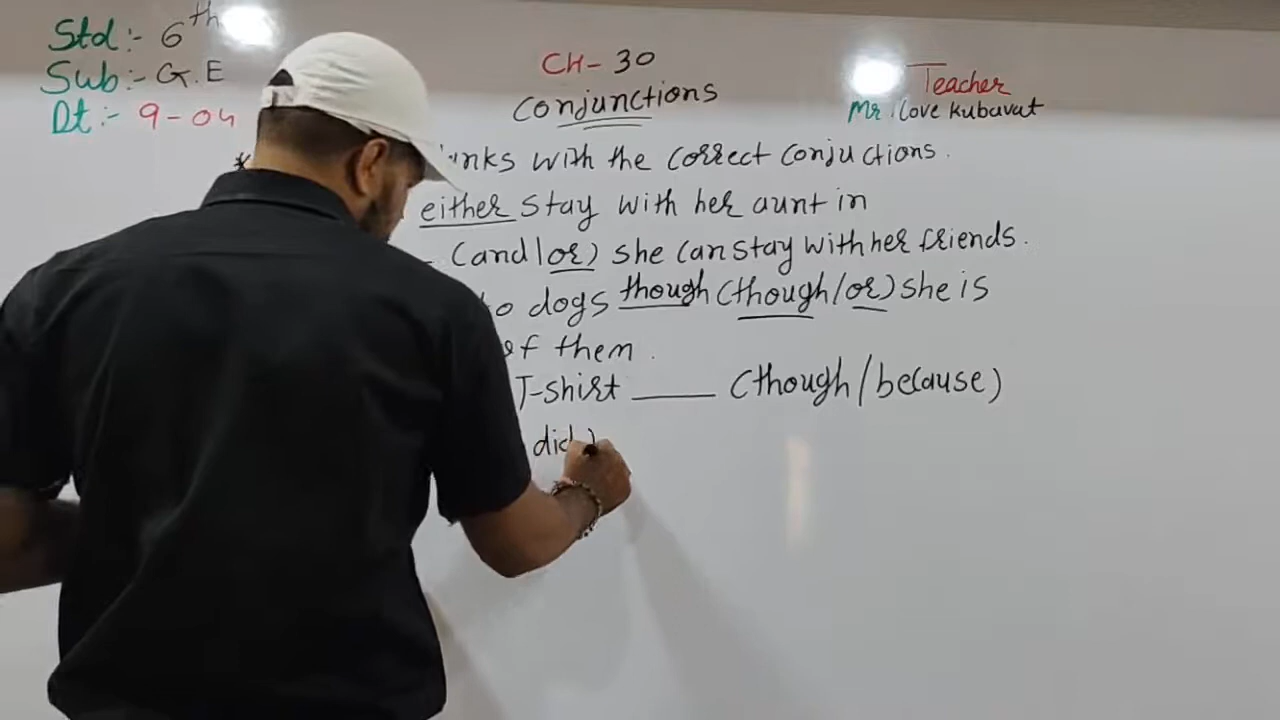 Std :- 6th
Sub :- G.E
Dt :- 9-04
CH- 30
Conjunctions
Teacher
Mr. Love Kubavat
* with the correct conjuctions.
either stay with her aunt in
(and/or) she can stay with her friends.
dogs though (though/or) she is
of them.
T-shirt ____ (though/because)
did